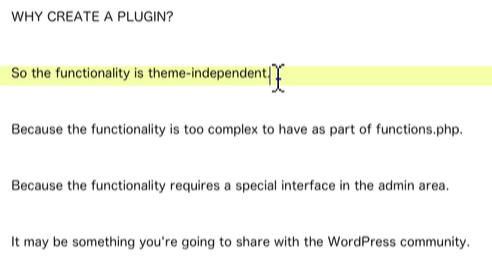 WHY CREATE A PLUGIN?
So the functionality is theme-independent.
Because the functionality is too complex to have as part of functions.php.
Because the functionality requires a special interface in the admin area.
It may be something you're going to share with the WordPress community.